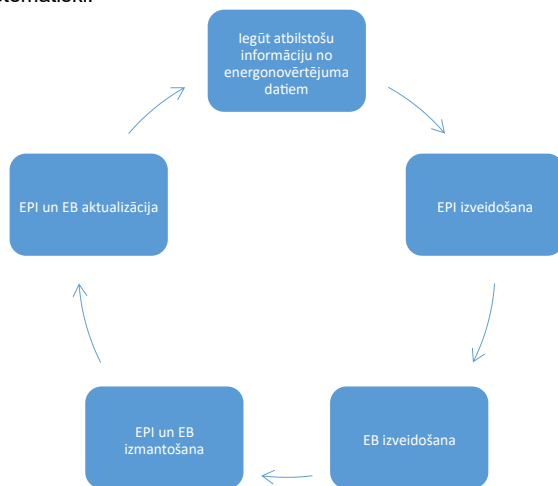 Iegūt atbilstošu
informāciju no
energonovērtējuma
datiem
EPI un EB aktualizācija
EPI izveidošana
EPI un EB
izmantošana
EB izveidošana